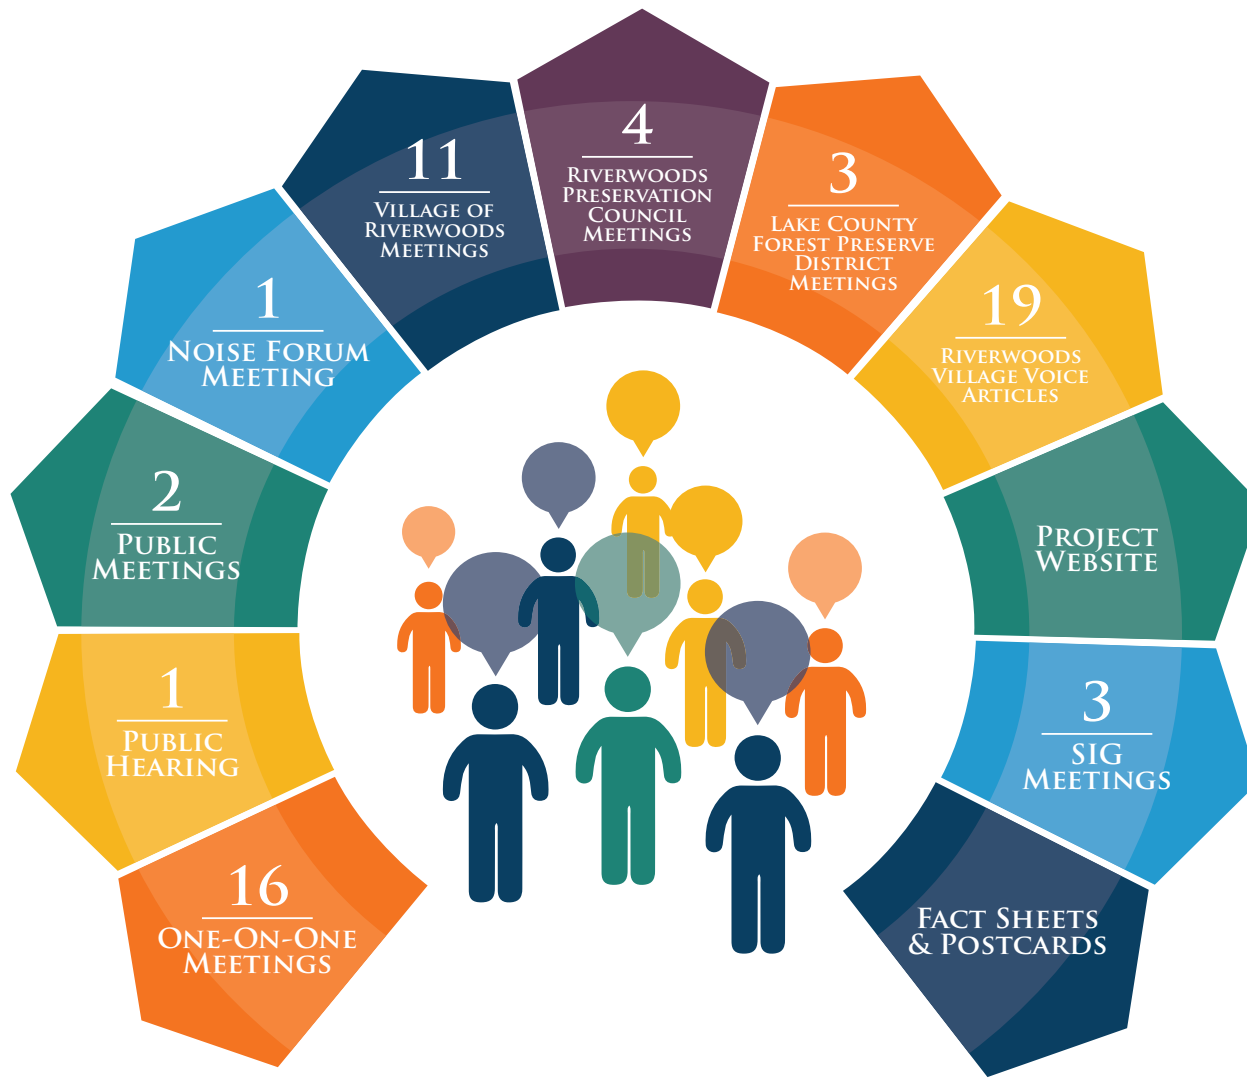 16
ONE-ON-ONE
MEETINGS
1
PUBLIC
HEARING
2
PUBLIC
MEETINGS
1
NOISE FORUM
MEETING
11
VILLAGE OF
RIVERWOODS
MEETINGS
4
RIVERWOODS
PRESERVATION
COUNCIL
MEETINGS
3
LAKE COUNTY
FOREST PRESERVE
DISTRICT
MEETINGS
19
RIVERWOODS
VILLAGE VOICE
ARTICLES
PROJECT
WEBSITE
3
SIG
MEETINGS
FACT SHEETS
& POSTCARDS